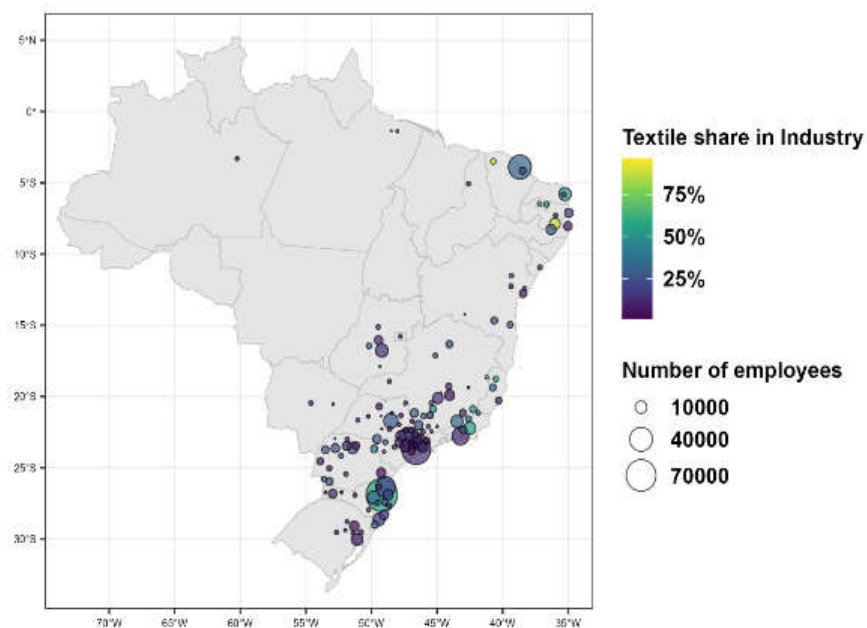 5°N
0°
5°S
10°S
15°S
20°S
25°S
30°S
70°W 65°W 60°W 55°W 50°W 45°W 40°W 35°W
Textile share in Industry
75%
50%
25%
Number of employees
10000
40000
70000